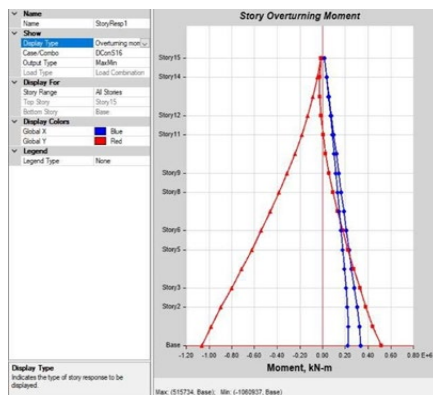 Name
Name StoryResp1
Show
Display Type Overturning mom
Case/Combo DConS16
Output Type MaxMin
Load Type Load Combination
Display For
Story Range All Stories
Top Story Story15
Bottom Story Base
Display Colors
Global X Blue
Global Y Red
Legend
Legend Type None
Display Type
Indicates the type of story response to be
displayed.
Story Overturning Moment
Story15
Story14
Story12
Story11
Story9
Story8
Story6
Story5
Story3
Story2
Base
-1.20 -1.00 -0.80 -0.60 -0.40 -0.20 0.00 0.20 0.40 0.60 0.80 E+6
Moment, kN-m
Max: (515734, Base); Min: (-1060937, Base)